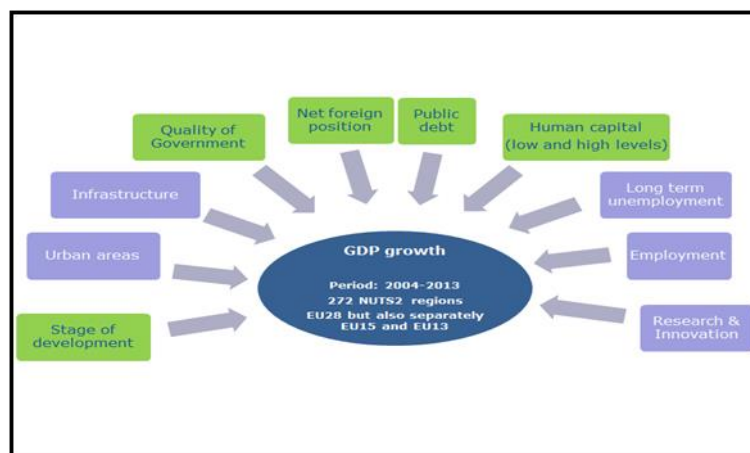 Net foreign
position
Public
debt
Quality of
Government
Human capital
(low and high levels)
Infrastructure
Long term
unemployment
Urban areas
Employment
Stage of
development
Research &
Innovation
GDP growth
Period: 2004-2013
272 NUTS2 regions
EU28 but also separately
EU15 and EU13